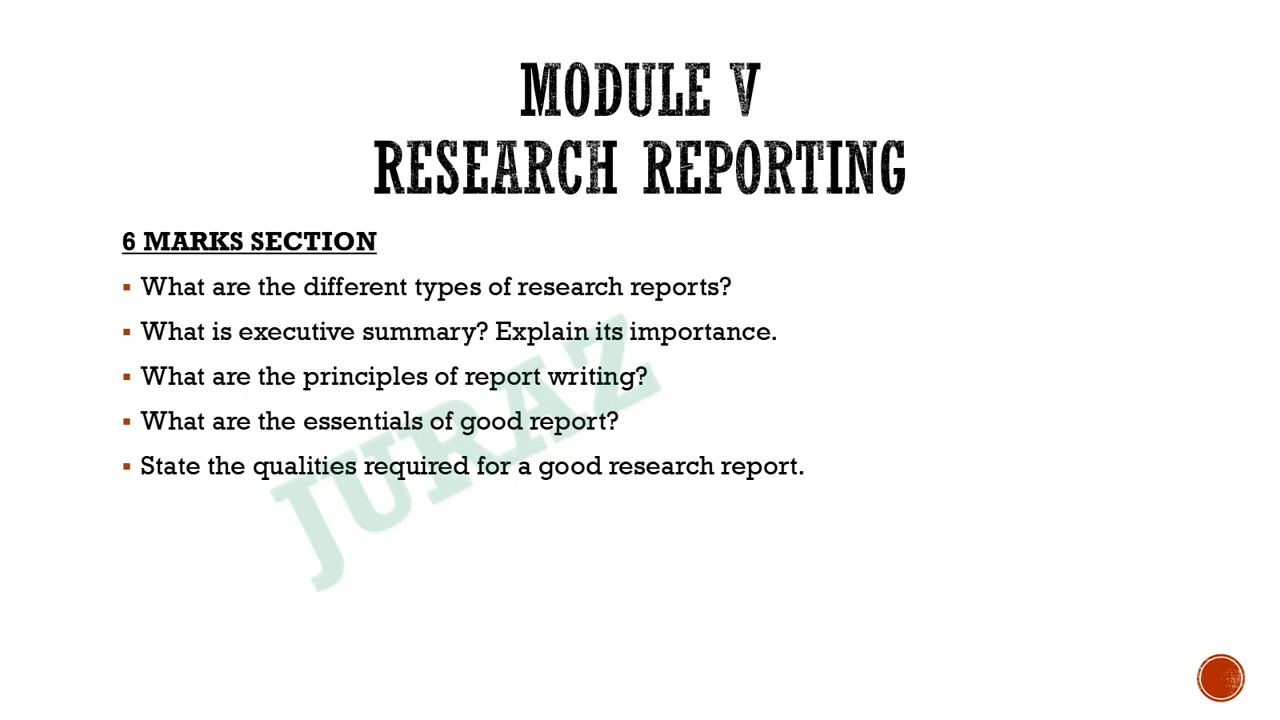 MODULE V
RESEARCH REPORTING
6 MARKS SECTION
▪ What are the different types of research reports?
▪ What is executive summary? Explain its importance.
▪ What are the principles of report writing?
▪ What are the essentials of good report?
▪ State the qualities required for a good research report.
JURAZ